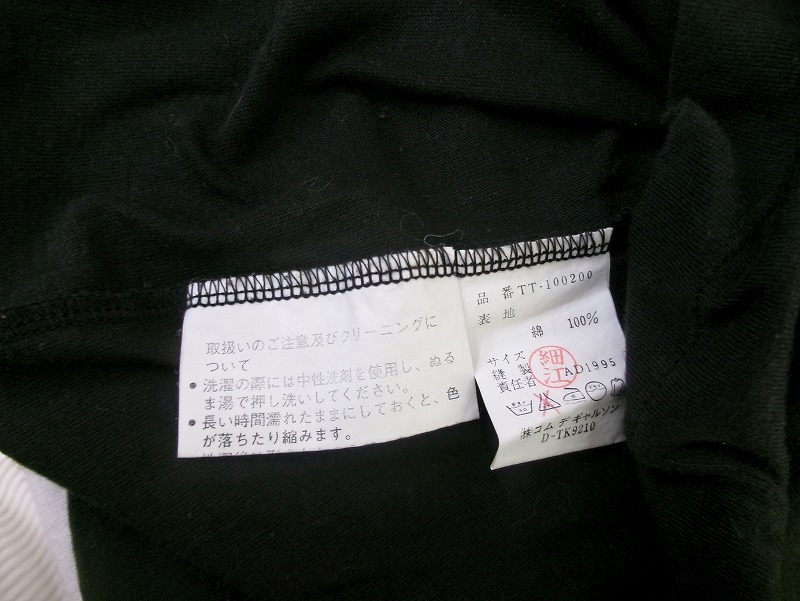 取扱いのご注意及びクリーニングに
ついて
●洗濯の際には中性洗剤を使用し、ぬる
ま湯で押し洗いしてください。
●長い時間濡れたままにしておくと、色
が落ちたり縮みます。
品番TT-100200
表地
綿 100%
サイズ
縫製
責任者
細江
AD1995
㈱コム デ ギャルソン
D-TK9210